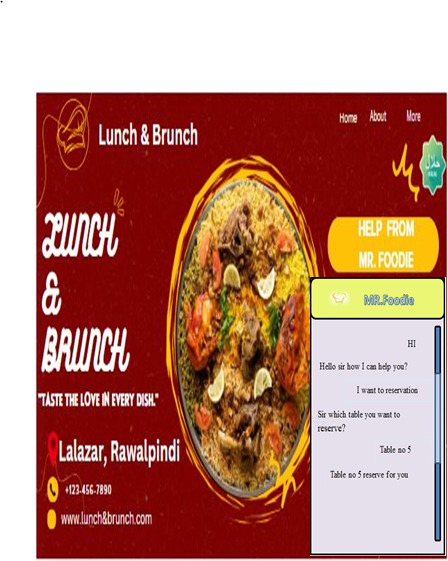 Lunch & Brunch
Home About More
حلال
HALAL
LUNCH
&
BRUNCH
"TASTE THE LOVE IN EVERY DISH."
Lalazar, Rawalpindi
+123-456-7890
www.lunch&brunch.com
HELP FROM
MR. FOODIE
MR.Foodie
HI
Hello sir how I can help you?
I want to reservation
Sir which table you want to
reserve?
Table no 5
Table no 5 reserve for you